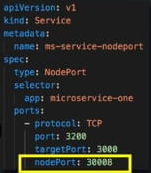 apiVersion: v1
kind: Service
metadata:
  name: ms-service-nodeport
spec:
  type: NodePort
  selector:
    app: microservice-one
  ports:
    - protocol: TCP
      port: 3200
      targetPort: 3000
      nodePort: 30008